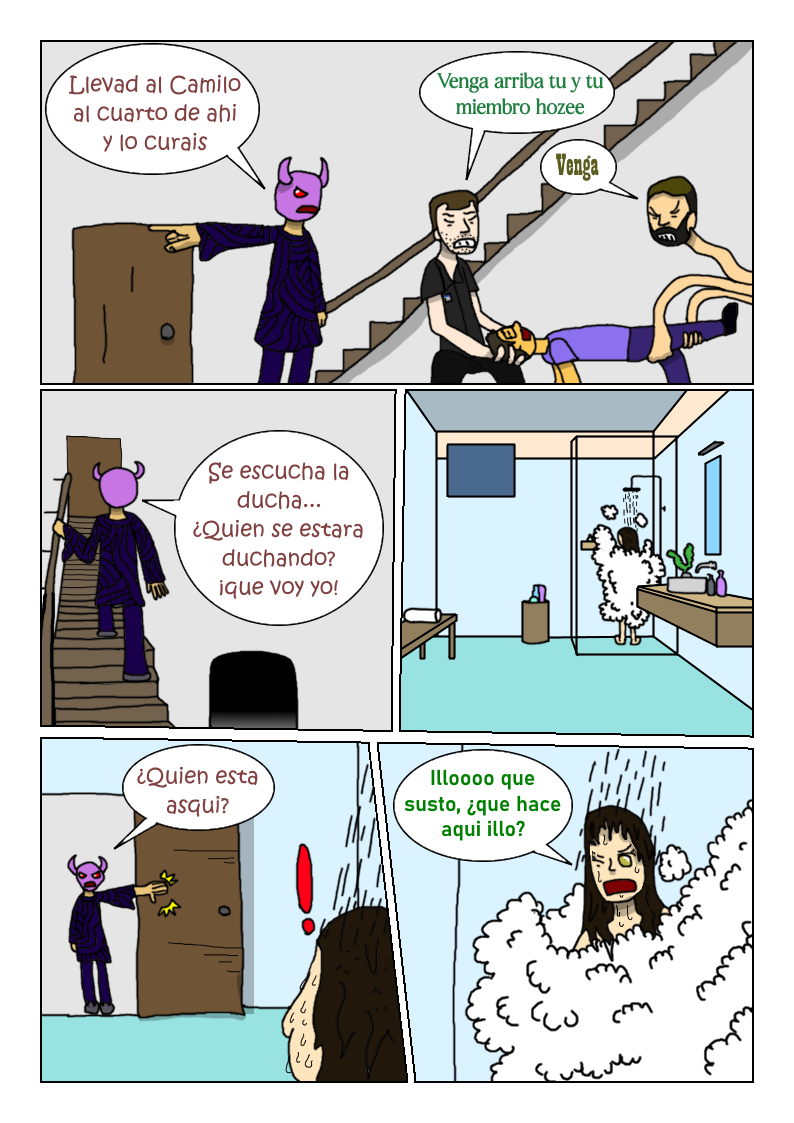 Llevad al Camilo
al cuarto de ahi
y lo curais
Venga arriba tu y tu
miembro hozee
Venga
Se escucha la
ducha...
¿Quien se estara
duchando?
¡que voy yo!
¿Quien esta
asqui?
!
Illoooo que
susto, ¿que hace
aqui illo?